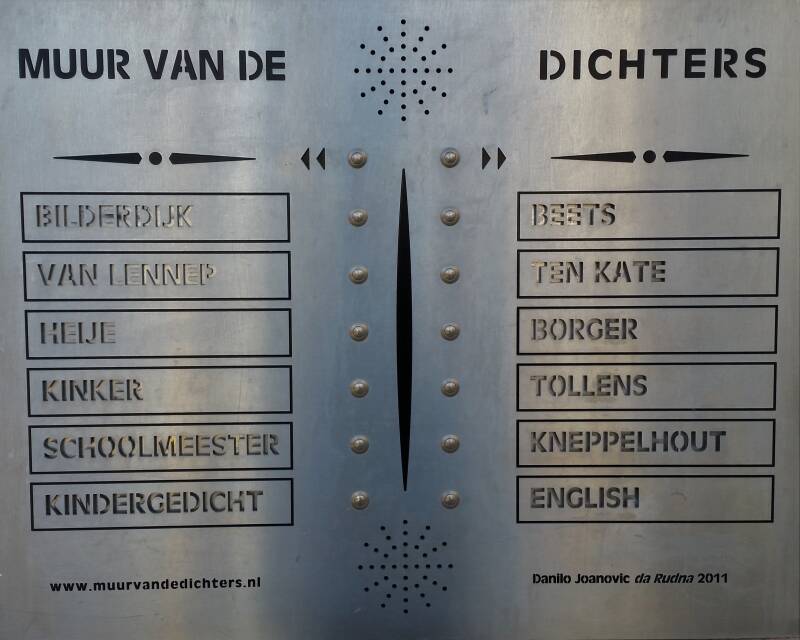 MUUR VAN DE DICHTERS
BILDERDIJK
VAN LENNEP
HEIJE
KINKER
SCHOOLMEESTER
KINDERGEDICHT
BEETS
TEN KATE
BORGER
TOLLENS
KNEPPELHOUT
ENGLISH
www.muurvandedichters.nl
Danilo Joanovic da Rudna 2011